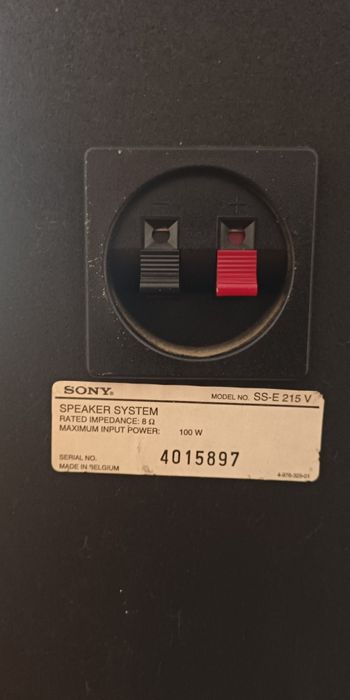 - +
SONY® MODEL NO. SS-E 215 V
SPEAKER SYSTEM
RATED IMPEDANCE: 8 Ω
MAXIMUM INPUT POWER: 100 W
SERIAL NO. 4015897
MADE IN BELGIUM